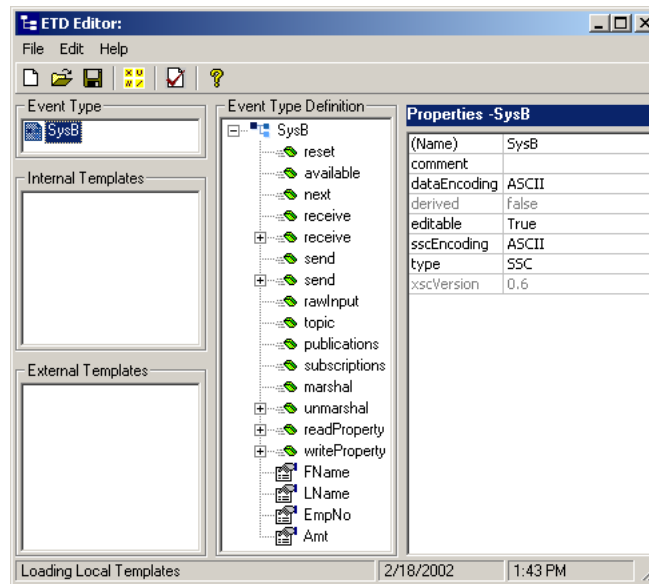 ETD Editor:
File Edit Help
Event Type
SysB
Internal Templates
External Templates
Event Type Definition
SysB
reset
available
next
receive
receive
send
send
rawInput
topic
publications
subscriptions
marshal
unmarshal
readProperty
writeProperty
FName
LName
EmpNo
Amt
Properties -SysB
(Name) SysB
comment
dataEncoding ASCII
derived false
editable True
sscEncoding ASCII
type SSC
xscVersion 0.6
Loading Local Templates 2/18/2002 1:43 PM